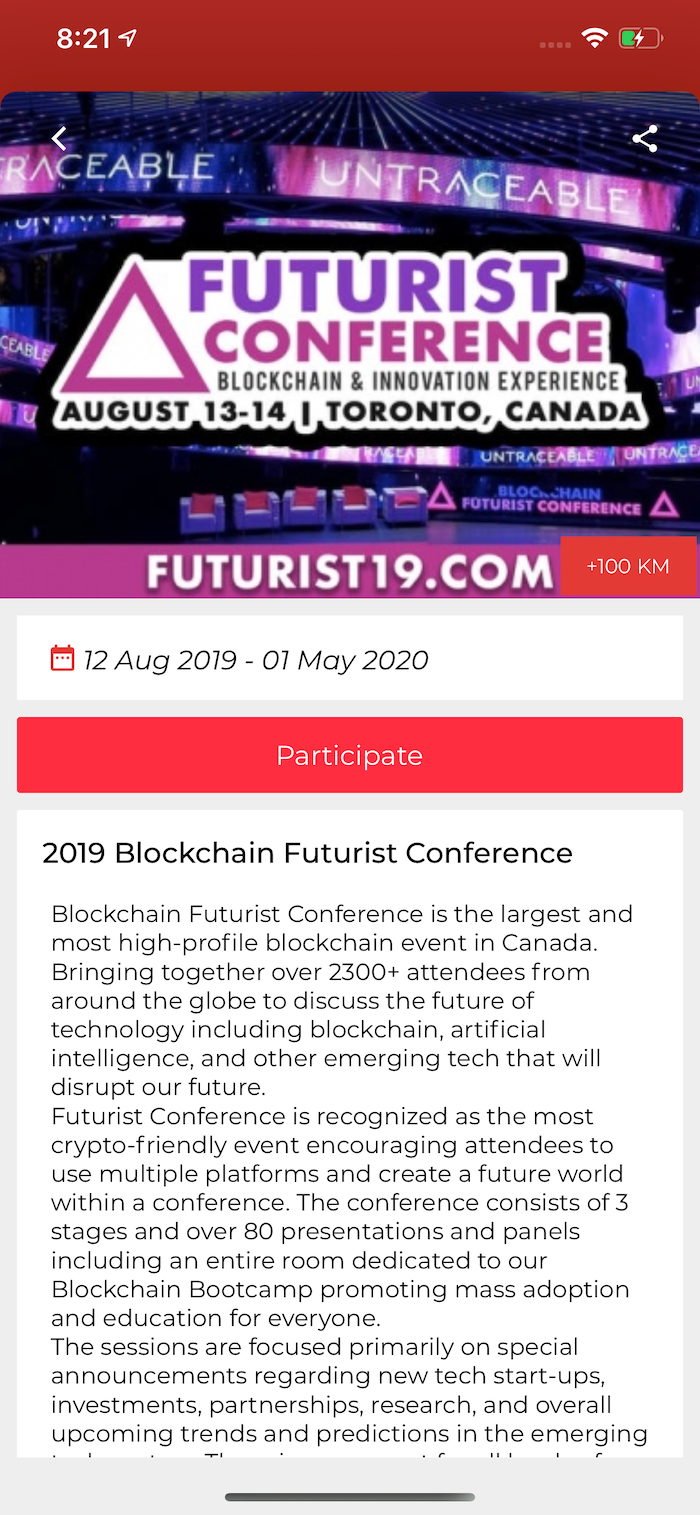 8:21
RACEABLE
UNTRACEABLE
FUTURIST
CONFERENCE
BLOCKCHAIN & INNOVATION EXPERIENCE
AUGUST 13-14 | TORONTO, CANADA
CEABLE
UNTRACEABLE
UNTRACE
BLOCKCHAIN
FUTURIST CONFERENCE
FUTURIST19.COM
+100 KM
12 Aug 2019 - 01 May 2020
Participate
2019 Blockchain Futurist Conference
Blockchain Futurist Conference is the largest and
most high-profile blockchain event in Canada.
Bringing together over 2300+ attendees from
around the globe to discuss the future of
technology including blockchain, artificial
intelligence, and other emerging tech that will
disrupt our future.
Futurist Conference is recognized as the most
crypto-friendly event encouraging attendees to
use multiple platforms and create a future world
within a conference. The conference consists of 3
stages and over 80 presentations and panels
including an entire room dedicated to our
Blockchain Bootcamp promoting mass adoption
and education for everyone.
The sessions are focused primarily on special
announcements regarding new tech start-ups,
investments, partnerships, research, and overall
upcoming trends and predictions in the emerging